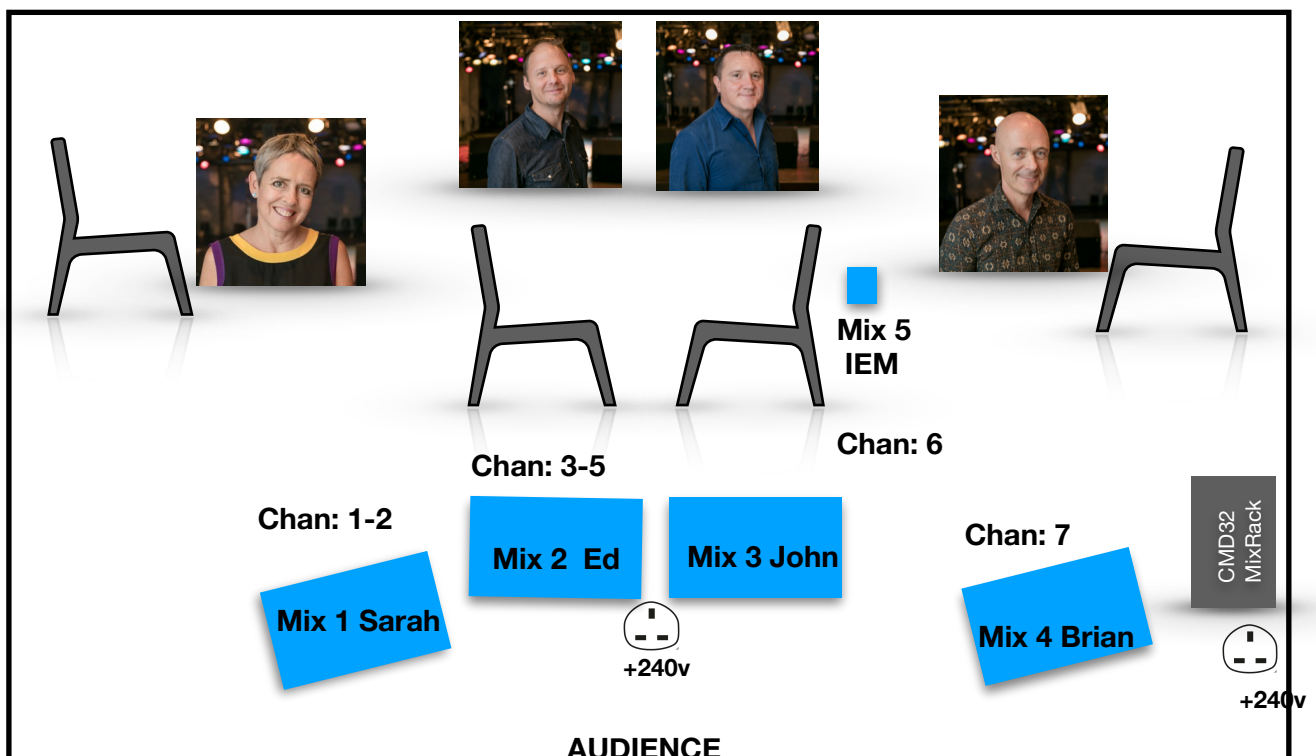 Mix 5
IEM
Chan: 6
Chan: 3-5
Chan: 1-2
Mix 2  Ed
Mix 3 John
Chan: 7
CMD32
MixRack
Mix 1 Sarah
Mix 4 Brian
+240v
+240v
AUDIENCE